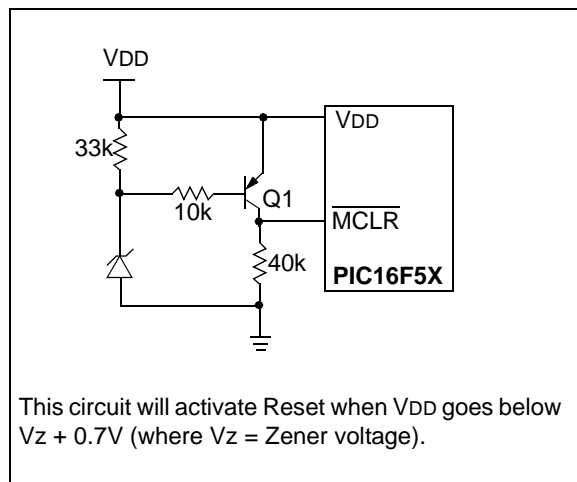 VDD
33k
10k
Q1
40k
VDD
MCLR
PIC16F5X
This circuit will activate Reset when VDD goes below
Vz + 0.7V (where Vz = Zener voltage).